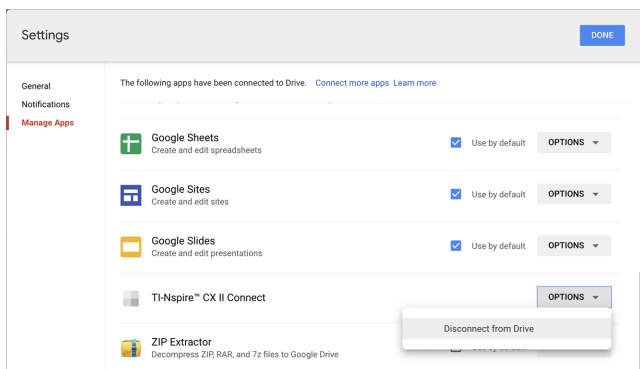 Settings
DONE
General
Notifications
Manage Apps
The following apps have been connected to Drive. Connect more apps Learn more
Google Sheets
Create and edit spreadsheets
Use by default
OPTIONS
Google Sites
Create and edit sites
Use by default
OPTIONS
Google Slides
Create and edit presentations
Use by default
OPTIONS
TI-Nspire™ CX II Connect
OPTIONS
Disconnect from Drive
ZIP Extractor
Decompress ZIP, RAR, and 7z files to Google Drive